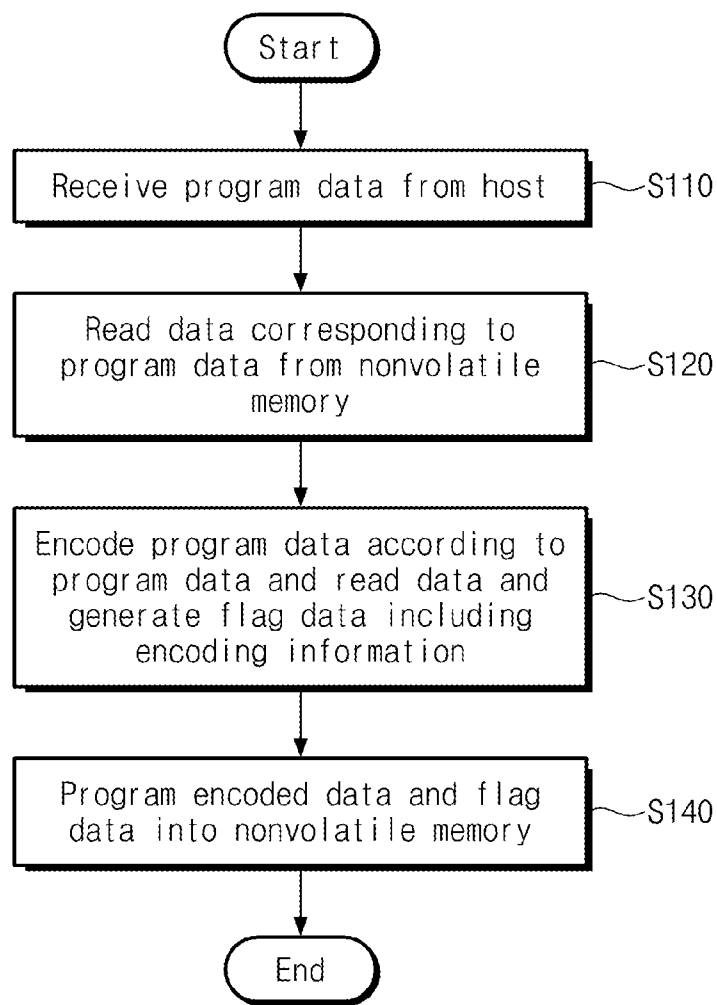 Start
Receive program data from host
S110
Read data corresponding to
program data from nonvolatile
memory
S120
Encode program data according to
program data and read data and
generate flag data including
encoding information
S130
Program encoded data and flag
data into nonvolatile memory
S140
End